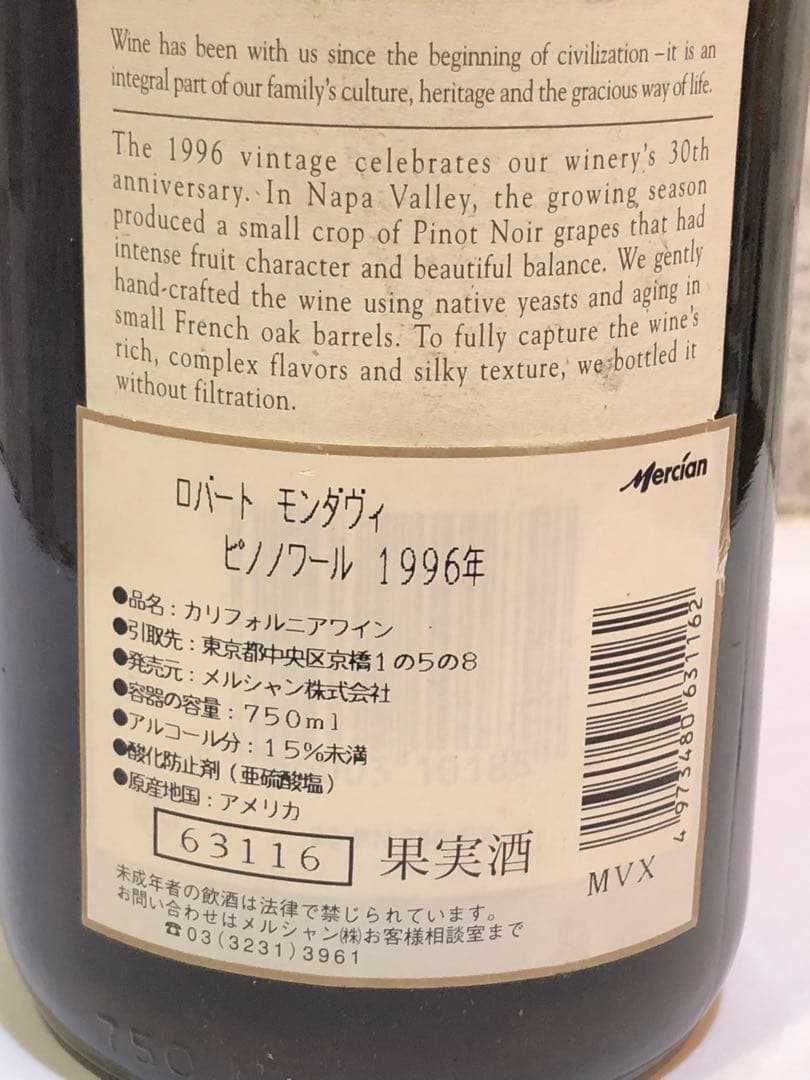 Wine has been with us since the beginning of civilization – it is an
integral part of our family's culture, heritage and the gracious way of life.
The 1996 vintage celebrates our winery's 30th
anniversary. In Napa Valley, the growing season
produced a small crop of Pinot Noir grapes that had
intense fruit character and beautiful balance. We gently
hand-crafted the wine using native yeasts and aging in
small French oak barrels. To fully capture the wine's
rich, complex flavors and silky texture, we bottled it
without filtration.
Mercian
ロバート モンダヴィ
ピノノワール 1996年
●品名：カリフォルニアワイン
●引取先：東京都中央区京橋1の5の8
●発売元：メルシャン株式会社
●容器の容量：750ml
●アルコール分：15%未満
●酸化防止剤（亜硫酸塩）
●原産地国：アメリカ
63116 果実酒
4 973480 631162
MVX
未成年者の飲酒は法律で禁じられています。
お問い合わせはメルシャン㈱お客様相談室まで
☎03(3231)3961
750